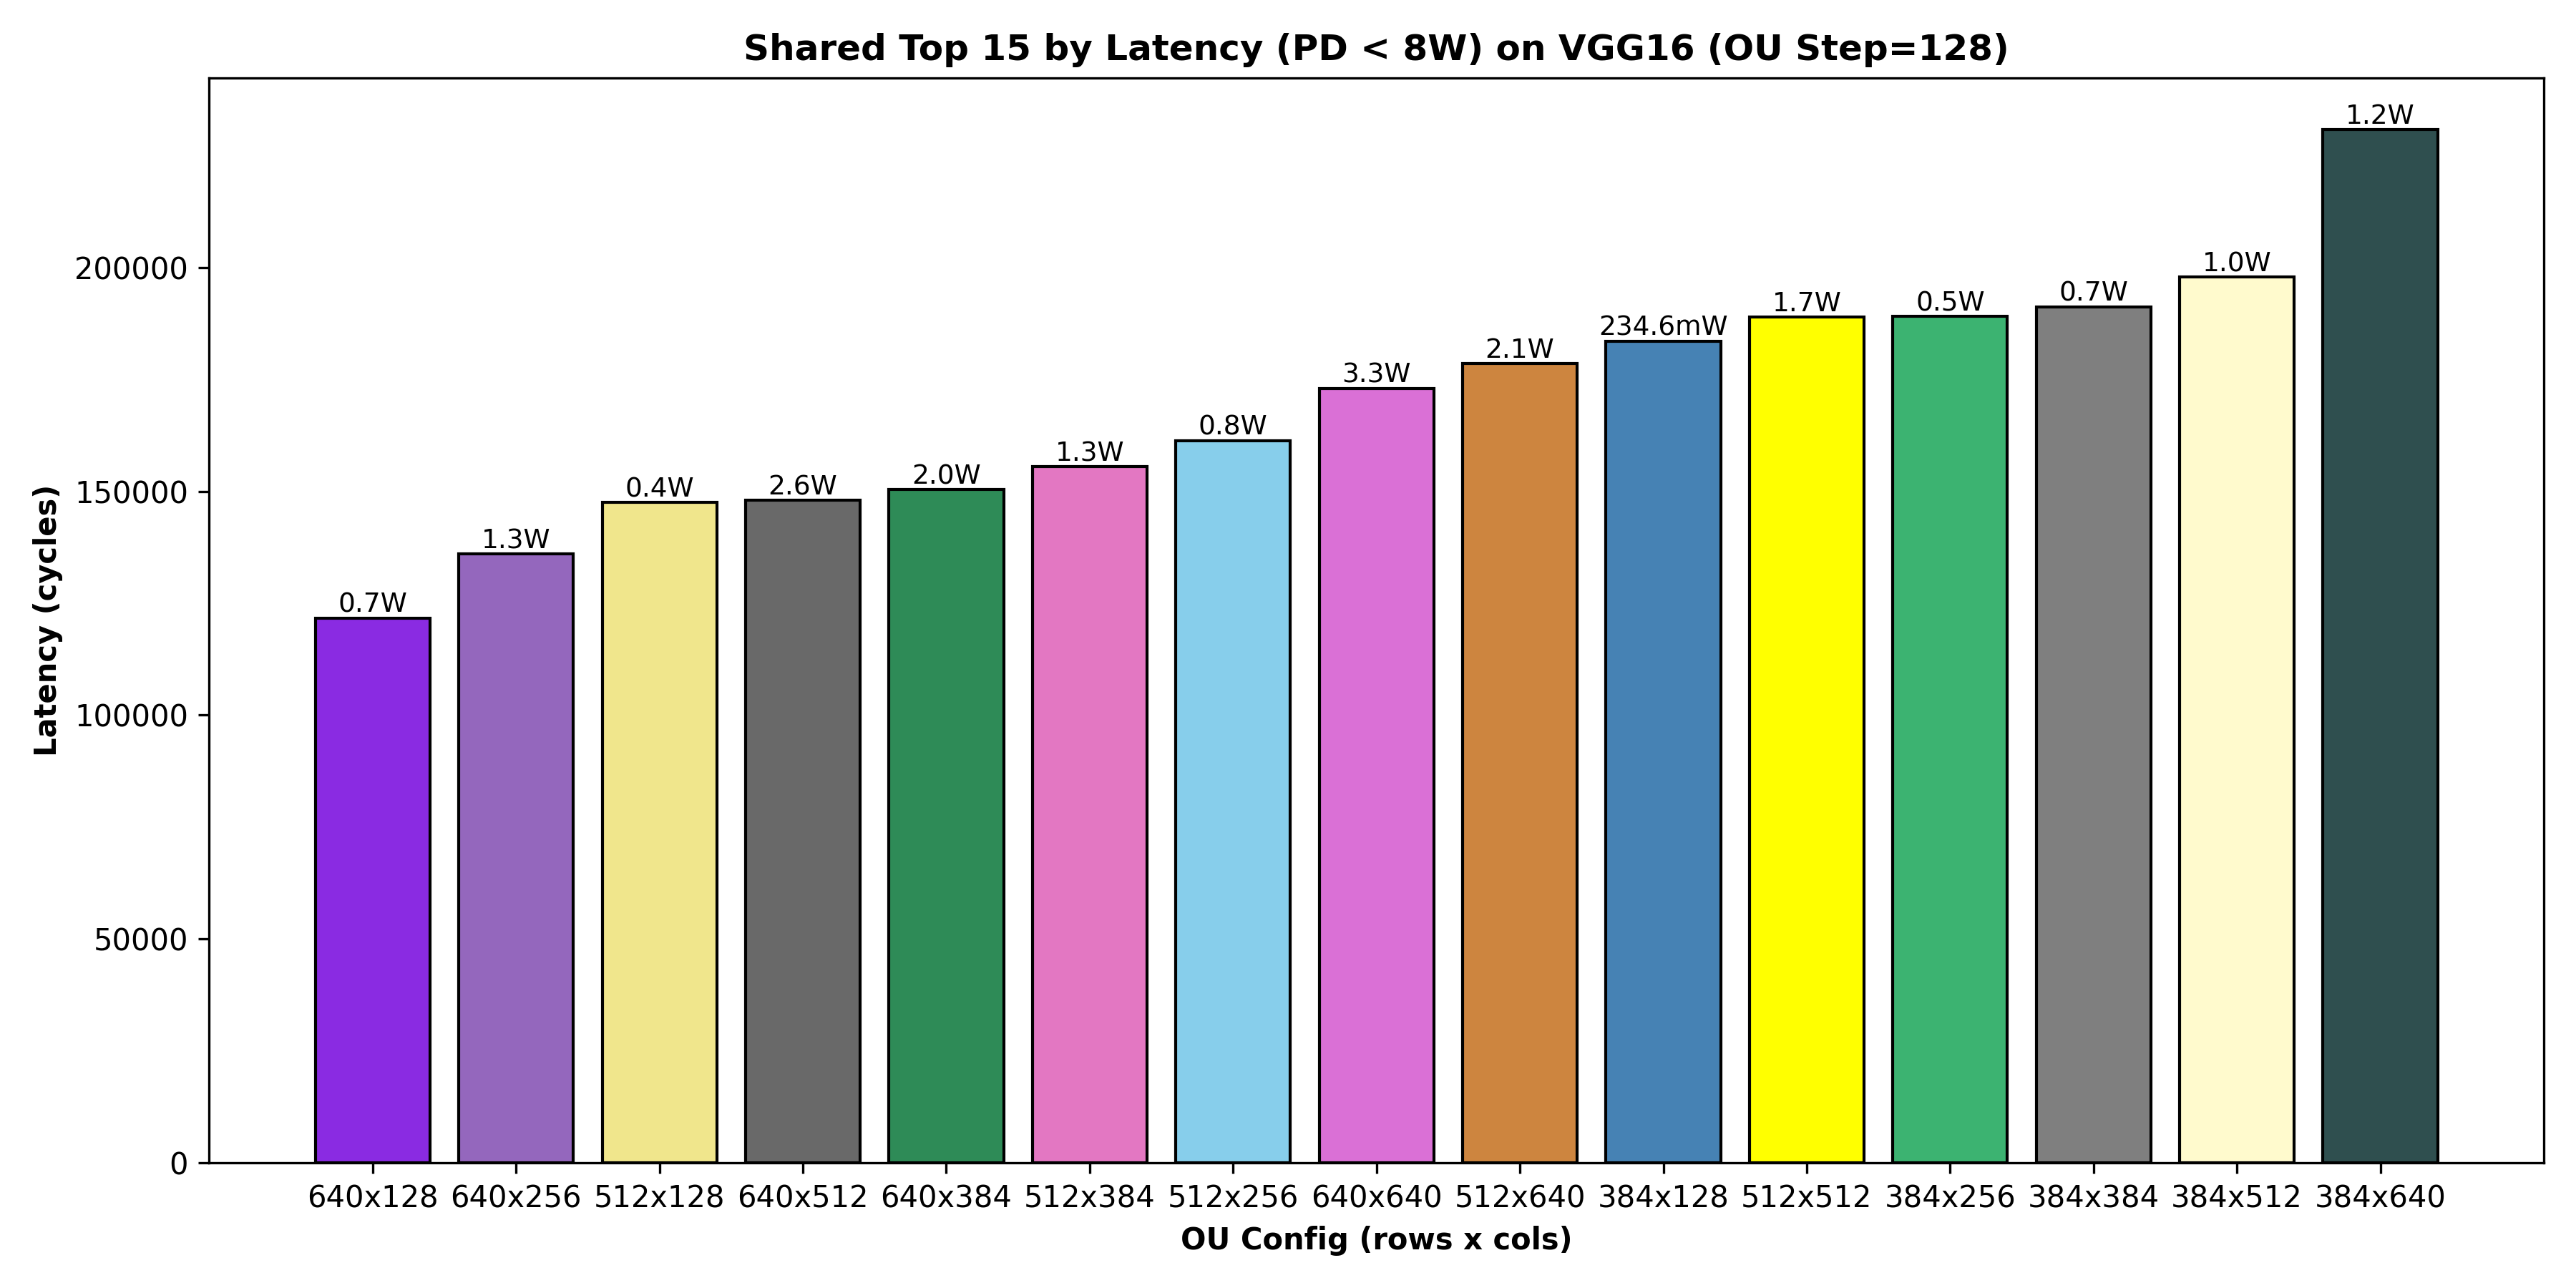 Shared Top 15 by Latency (PD < 8W) on VGG16 (OU Step=128)
Latency (cycles)
200000
150000
100000
50000
0
0.7W
1.3W
0.4W
2.6W
2.0W
1.3W
0.8W
3.3W
2.1W
234.6mW
1.7W
0.5W
0.7W
1.0W
1.2W
640x128 640x256 512x128 640x512 640x384 512x384 512x256 640x640 512x640 384x128 512x512 384x256 384x384 384x512 384x640
OU Config (rows x cols)